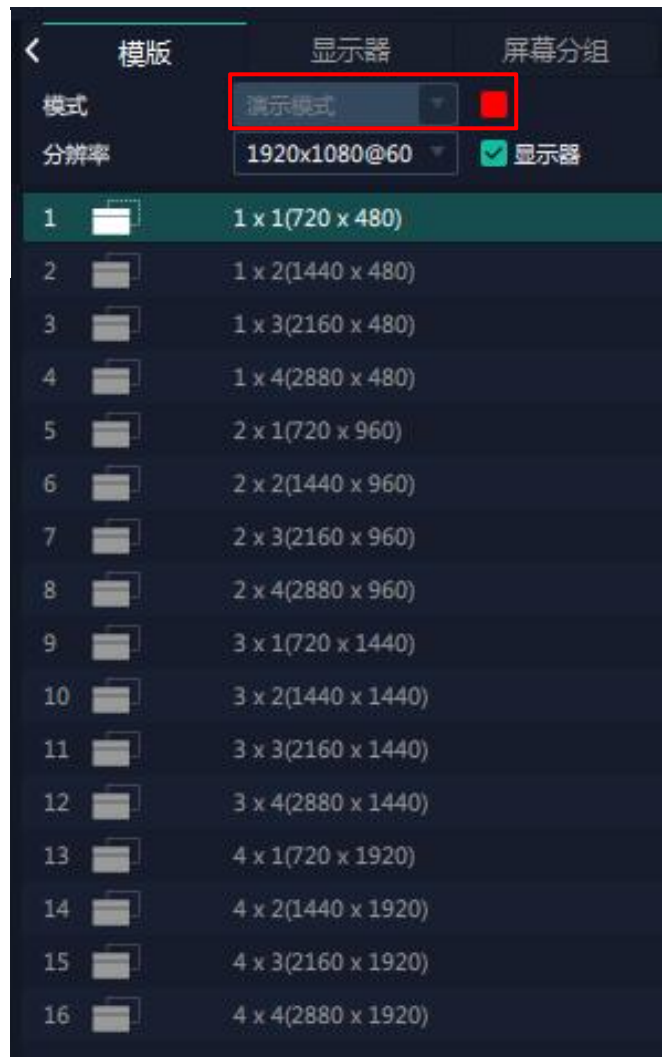 模版 显示器 屏幕分组
模式 演示模式
分辨率 1920x1080@60 显示器
1 1 x 1(720 x 480)
2 1 x 2(1440 x 480)
3 1 x 3(2160 x 480)
4 1 x 4(2880 x 480)
5 2 x 1(720 x 960)
6 2 x 2(1440 x 960)
7 2 x 3(2160 x 960)
8 2 x 4(2880 x 960)
9 3 x 1(720 x 1440)
10 3 x 2(1440 x 1440)
11 3 x 3(2160 x 1440)
12 3 x 4(2880 x 1440)
13 4 x 1(720 x 1920)
14 4 x 2(1440 x 1920)
15 4 x 3(2160 x 1920)
16 4 x 4(2880 x 1920)